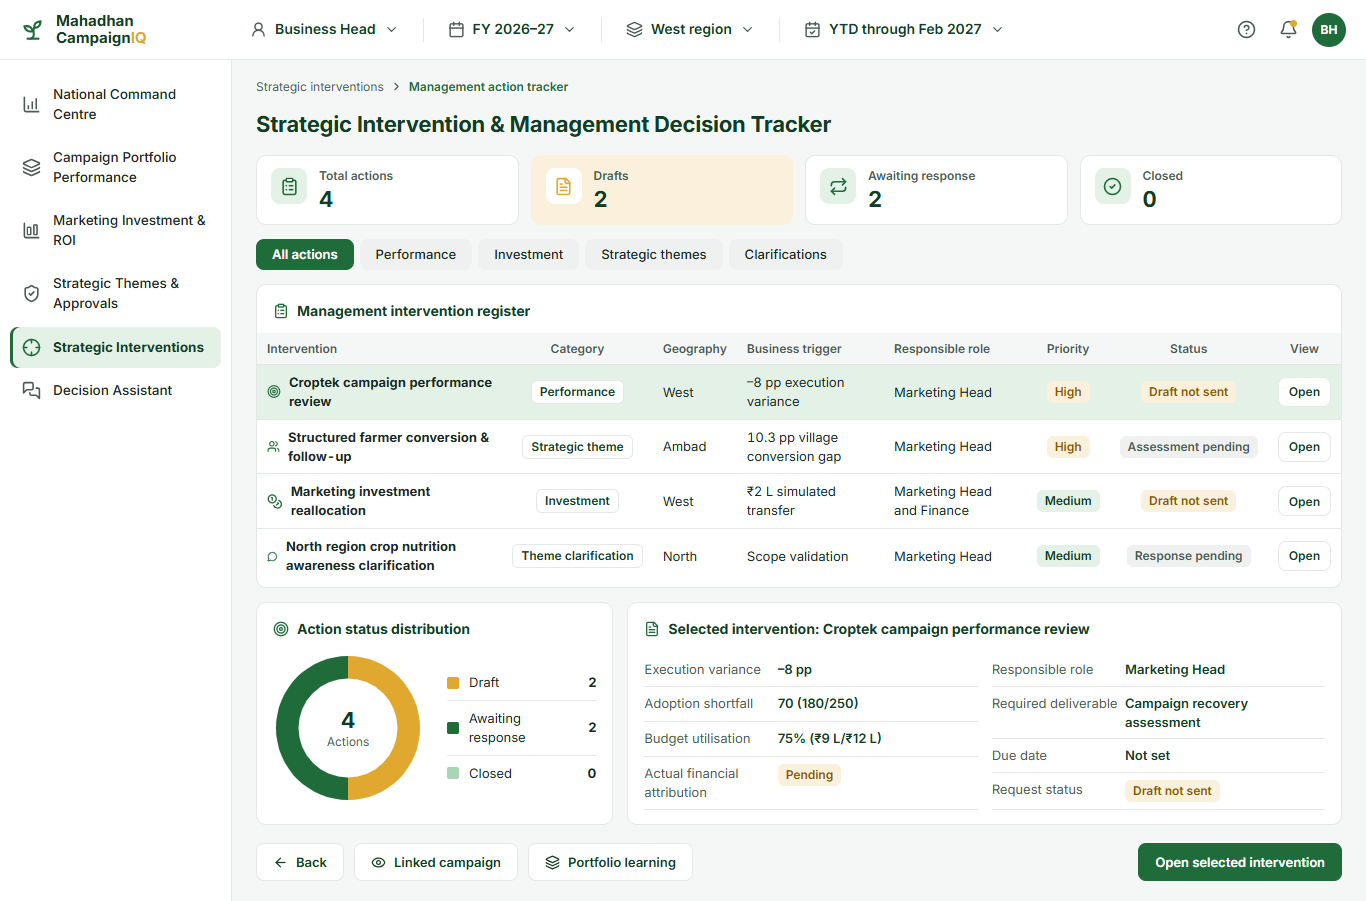 Mahadhan
CampaignIQ
Business Head
FY 2026–27
West region
YTD through Feb 2027
BH
National Command
Centre
Campaign Portfolio
Performance
Marketing Investment &
ROI
Strategic Themes &
Approvals
Strategic Interventions
Decision Assistant
Strategic interventions > Management action tracker
Strategic Intervention & Management Decision Tracker
Total actions
4
Drafts
2
Awaiting response
2
Closed
0
All actions
Performance
Investment
Strategic themes
Clarifications
Management intervention register
Intervention Category Geography Business trigger Responsible role Priority Status View
Croptek campaign performance
review
Performance
West
–8 pp execution
variance
Marketing Head
High
Draft not sent
Open
Structured farmer conversion &
follow-up
Strategic theme
Ambad
10.3 pp village
conversion gap
Marketing Head
High
Assessment pending
Open
Marketing investment
reallocation
Investment
West
₹2 L simulated
transfer
Marketing Head
and Finance
Medium
Draft not sent
Open
North region crop nutrition
awareness clarification
Theme clarification
North
Scope validation
Marketing Head
Medium
Response pending
Open
Action status distribution
4
Actions
Draft 2
Awaiting
response
2
Closed 0
Selected intervention: Croptek campaign performance review
Execution variance –8 pp
Adoption shortfall 70 (180/250)
Budget utilisation 75% (₹9 L/₹12 L)
Actual financial
attribution
Pending
Responsible role Marketing Head
Required deliverable Campaign recovery
assessment
Due date Not set
Request status Draft not sent
Back
Linked campaign
Portfolio learning
Open selected intervention